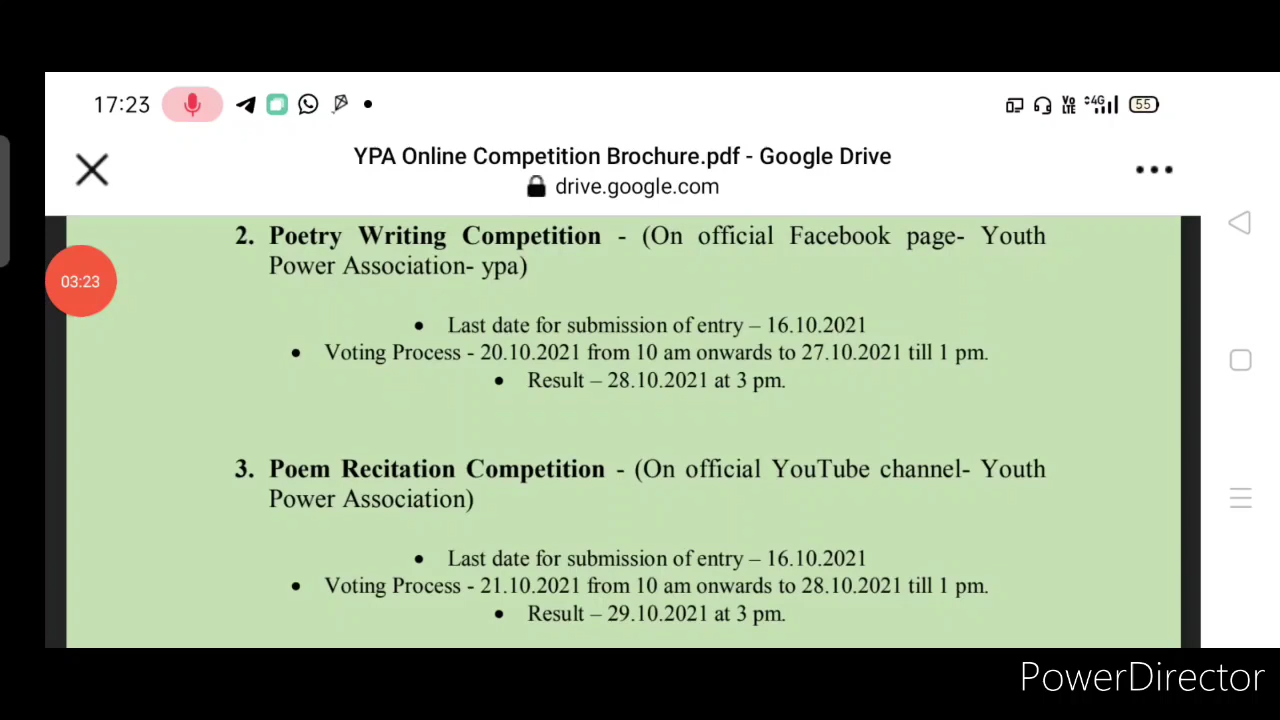 17:23
Vo LTE 4G 55
YPA Online Competition Brochure.pdf - Google Drive
drive.google.com
03:23
2. Poetry Writing Competition - (On official Facebook page- Youth
Power Association- ypa)
• Last date for submission of entry – 16.10.2021
• Voting Process - 20.10.2021 from 10 am onwards to 27.10.2021 till 1 pm.
• Result – 28.10.2021 at 3 pm.
3. Poem Recitation Competition - (On official YouTube channel- Youth
Power Association)
• Last date for submission of entry – 16.10.2021
• Voting Process - 21.10.2021 from 10 am onwards to 28.10.2021 till 1 pm.
• Result – 29.10.2021 at 3 pm.
PowerDirector